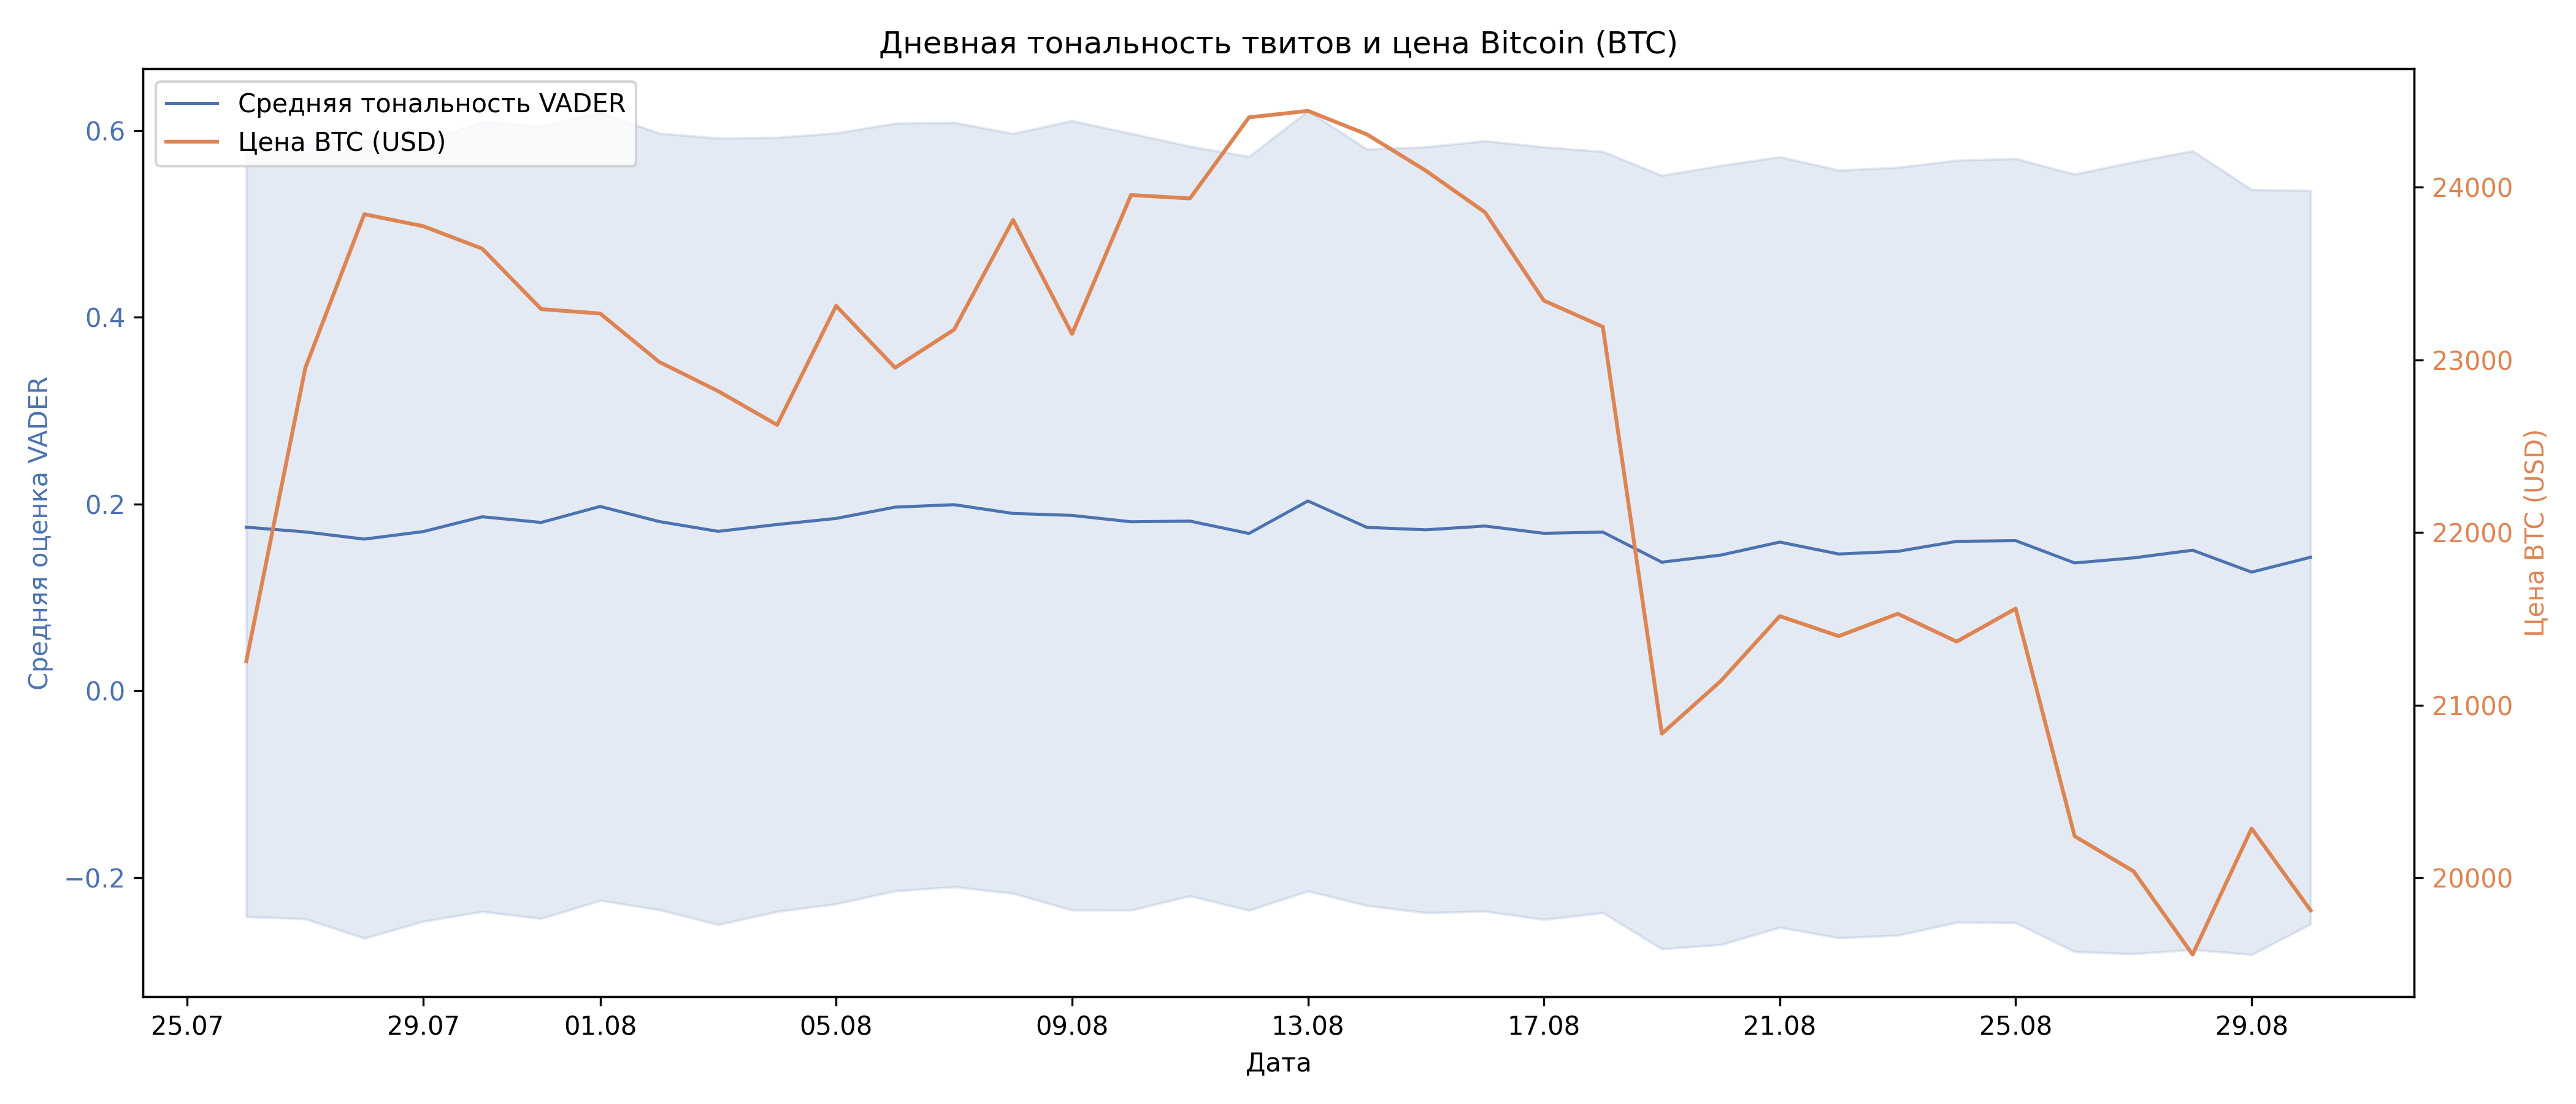 Дневная тональность твитов и цена Bitcoin (BTC)
Средняя тональность VADER
Цена BTC (USD)
Средняя оценка VADER
0.6
0.4
0.2
0.0
−0.2
24000
23000
22000
21000
20000
Цена BTC (USD)
25.07 29.07 01.08 05.08 09.08 13.08 17.08 21.08 25.08 29.08
Дата